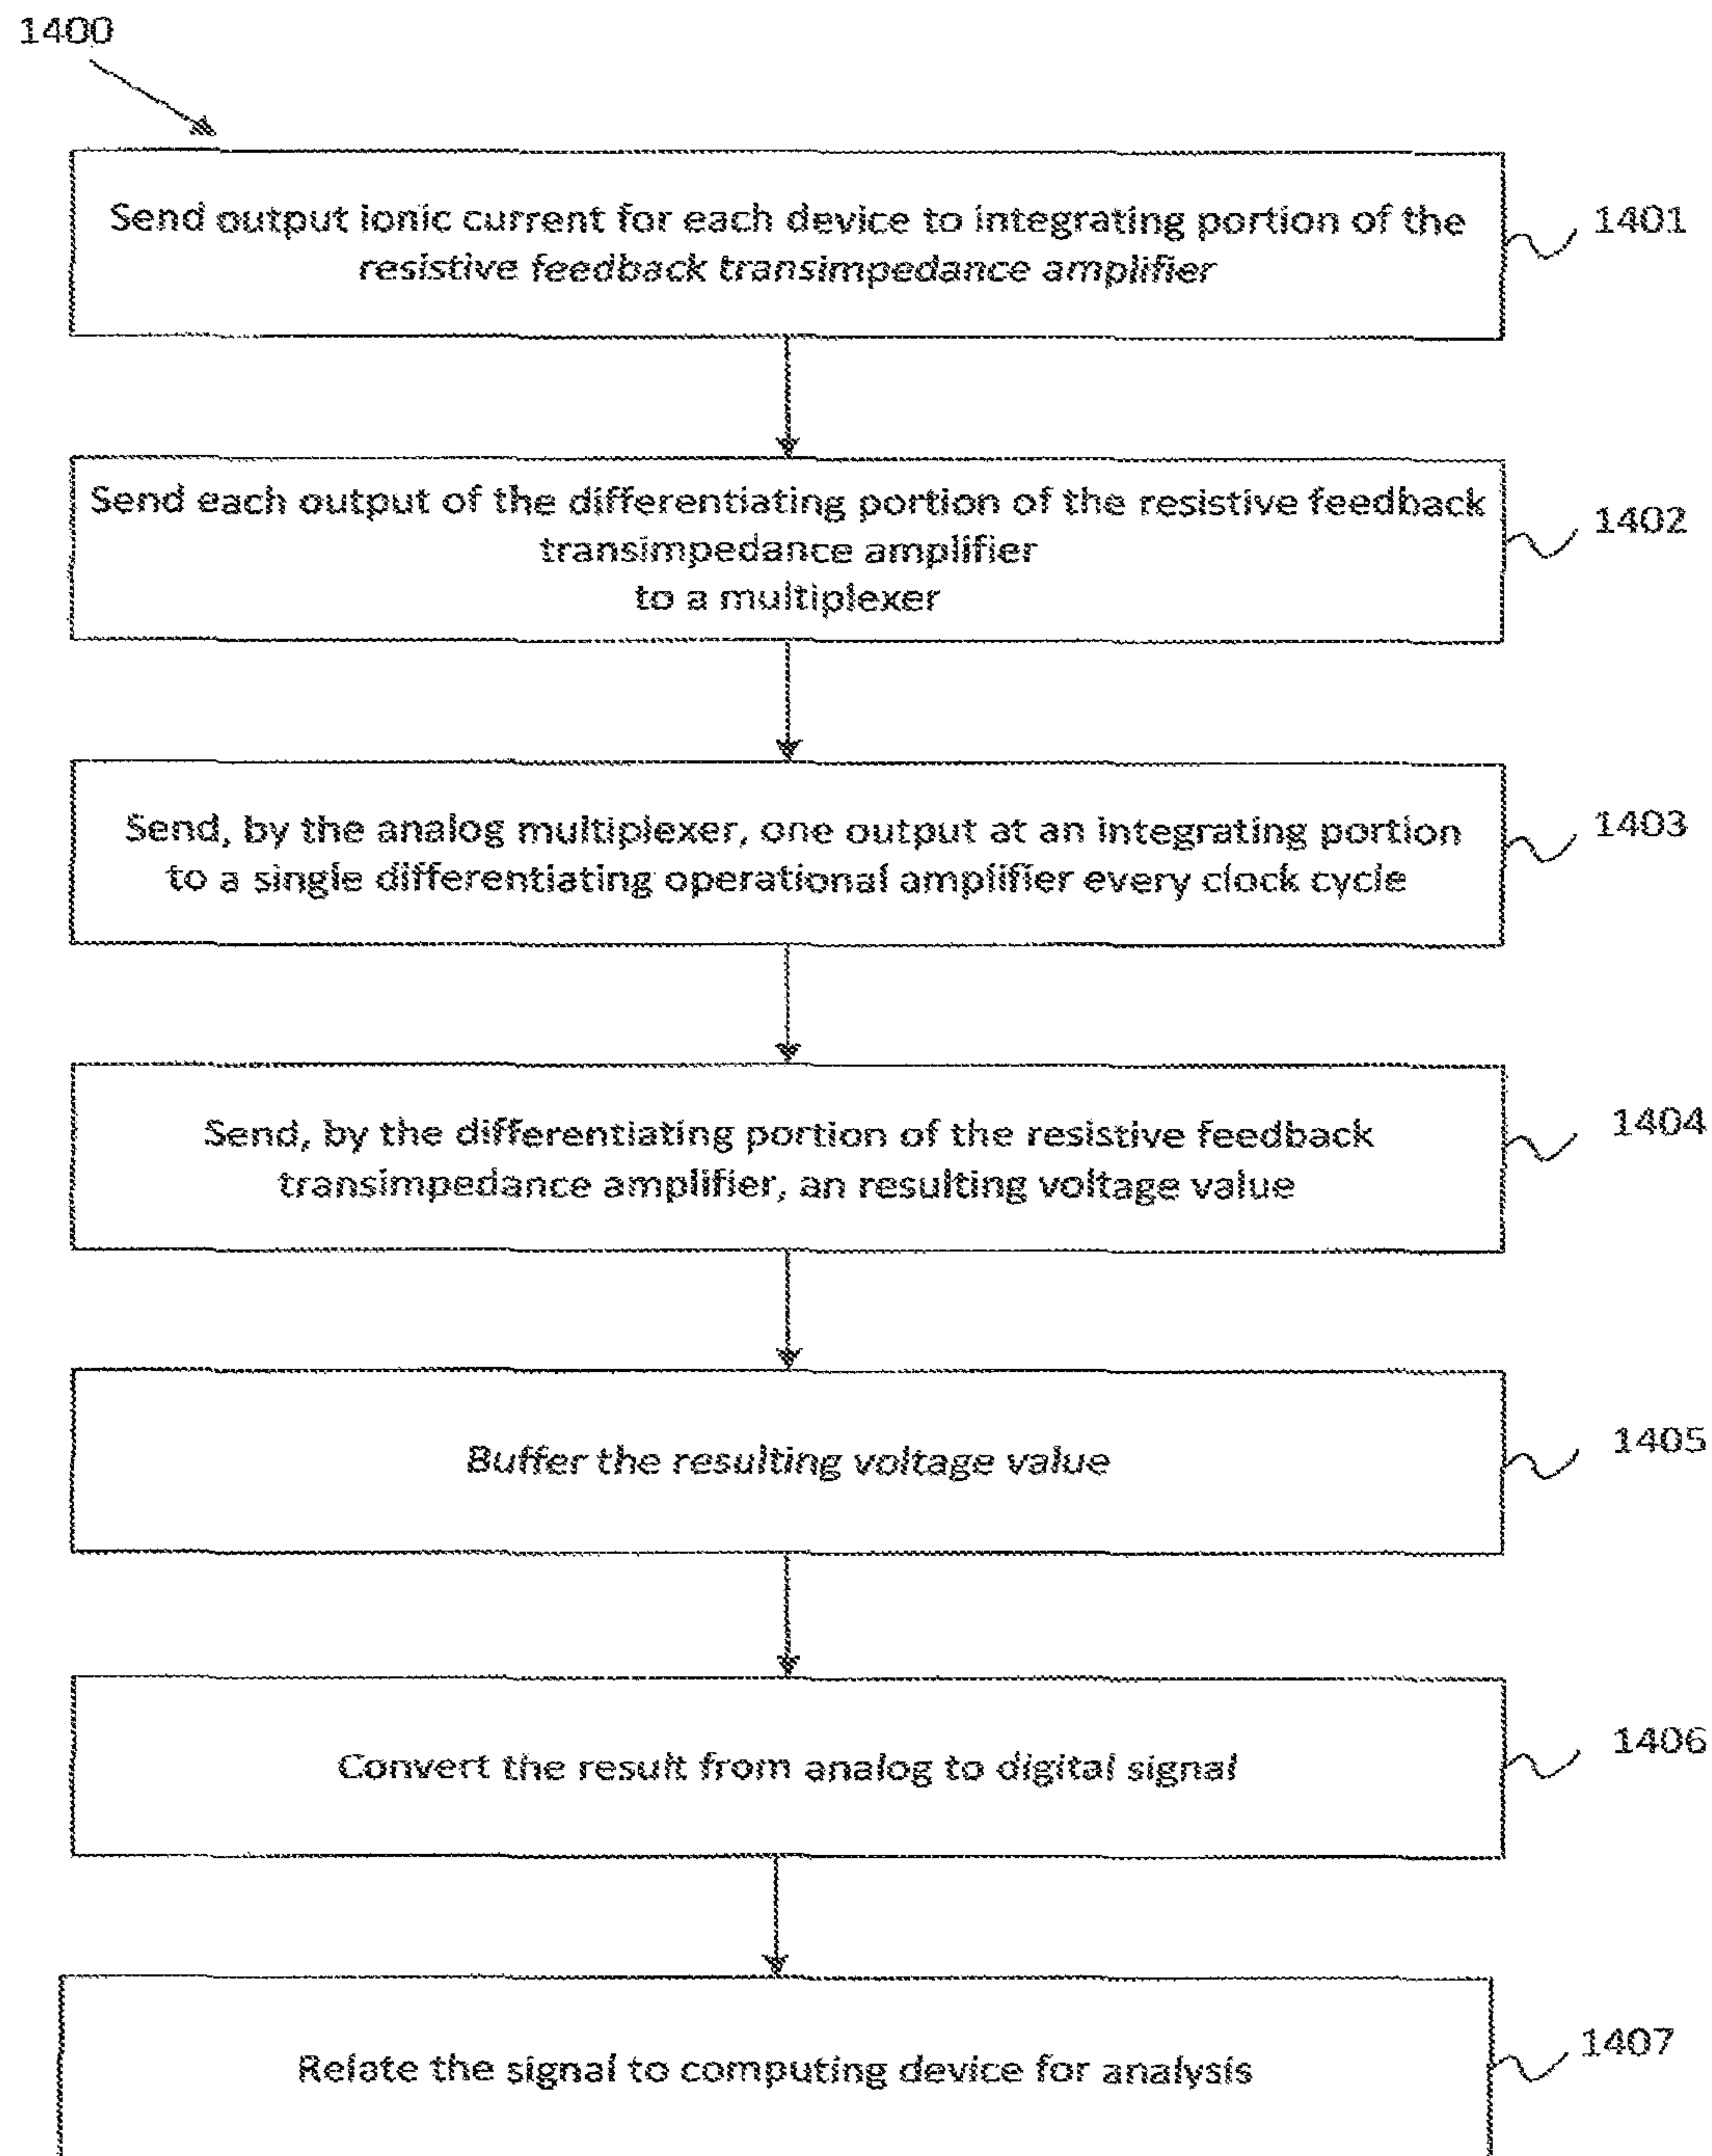 1400
Send output ionic current for each device to integrating portion of the
resistive feedback transimpedance amplifier
1401
Send each output of the differentiating portion of the resistive feedback
transimpedance amplifier
to a multiplexer
1402
Send, by the analog multiplexer, one output at an integrating portion
to a single differentiating operational amplifier every clock cycle
1403
Send, by the differentiating portion of the resistive feedback
transimpedance amplifier, an resulting voltage value
1404
Buffer the resulting voltage value
1405
Convert the result from analog to digital signal
1406
Relate the signal to computing device for analysis
1407